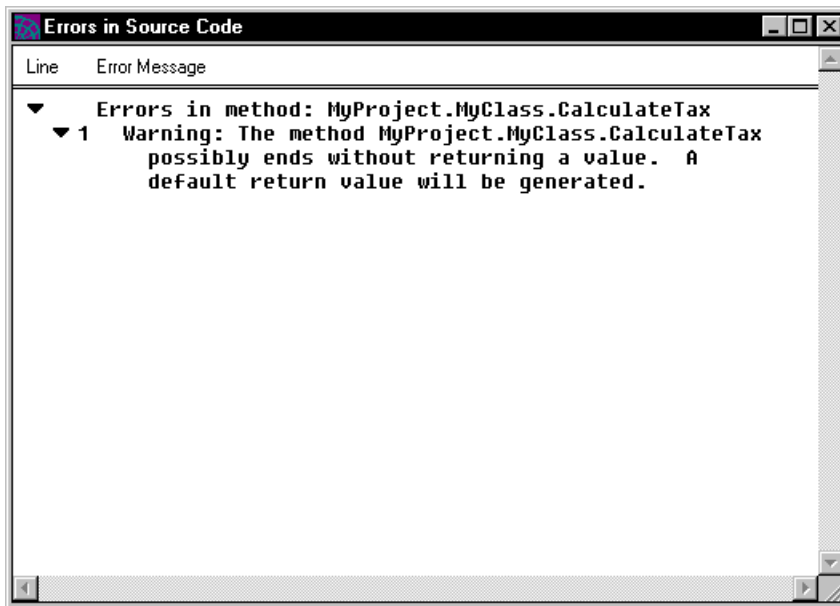 Errors in Source Code
Line Error Message
Errors in method: MyProject.MyClass.CalculateTax
1 Warning: The method MyProject.MyClass.CalculateTax
possibly ends without returning a value.  A
default return value will be generated.